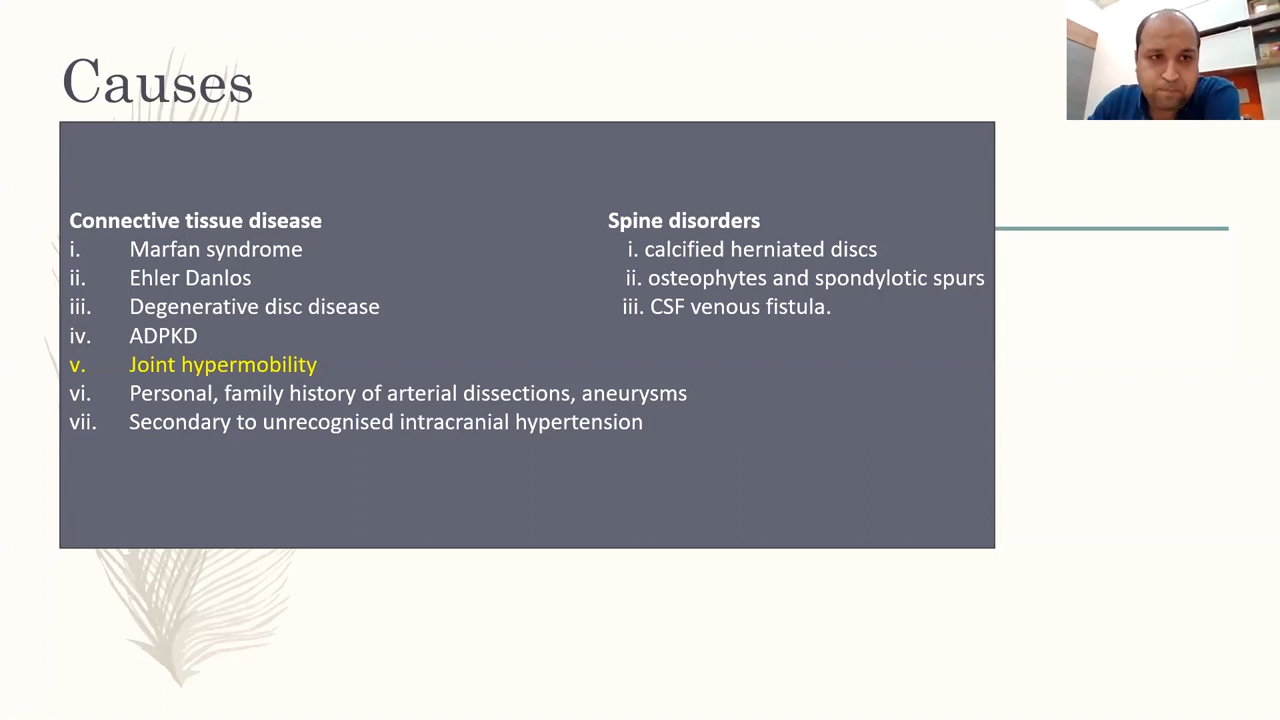 Causes
Connective tissue disease
i. Marfan syndrome
ii. Ehler Danlos
iii. Degenerative disc disease
iv. ADPKD
v. Joint hypermobility
vi. Personal, family history of arterial dissections, aneurysms
vii. Secondary to unrecognised intracranial hypertension
Spine disorders
i. calcified herniated discs
ii. osteophytes and spondylotic spurs
iii. CSF venous fistula.